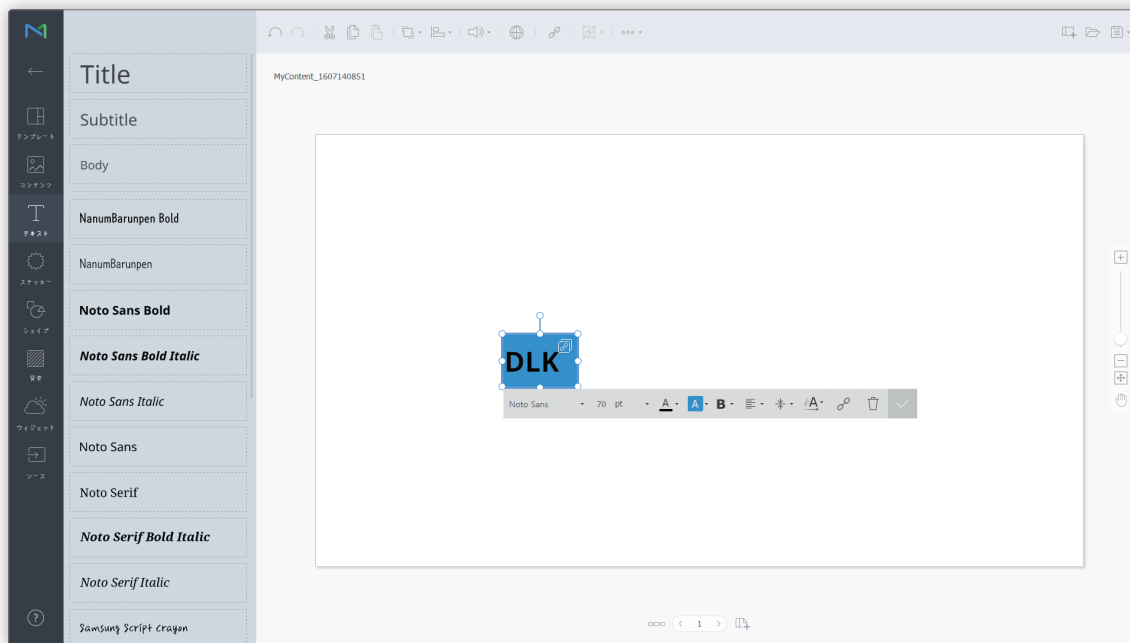 MyContent_1607140851
テンプレート
コンテンツ
テキスト
ステッカー
シェイプ
背景
ウィジェット
ソース
?
Title
Subtitle
Body
NanumBarunpen Bold
NanumBarunpen
Noto Sans Bold
Noto Sans Bold Italic
Noto Sans Italic
Noto Sans
Noto Serif
Noto Serif Bold Italic
Noto Serif Italic
Samsung Script Crayon
DLK
Noto Sans 70 pt A A B A
1